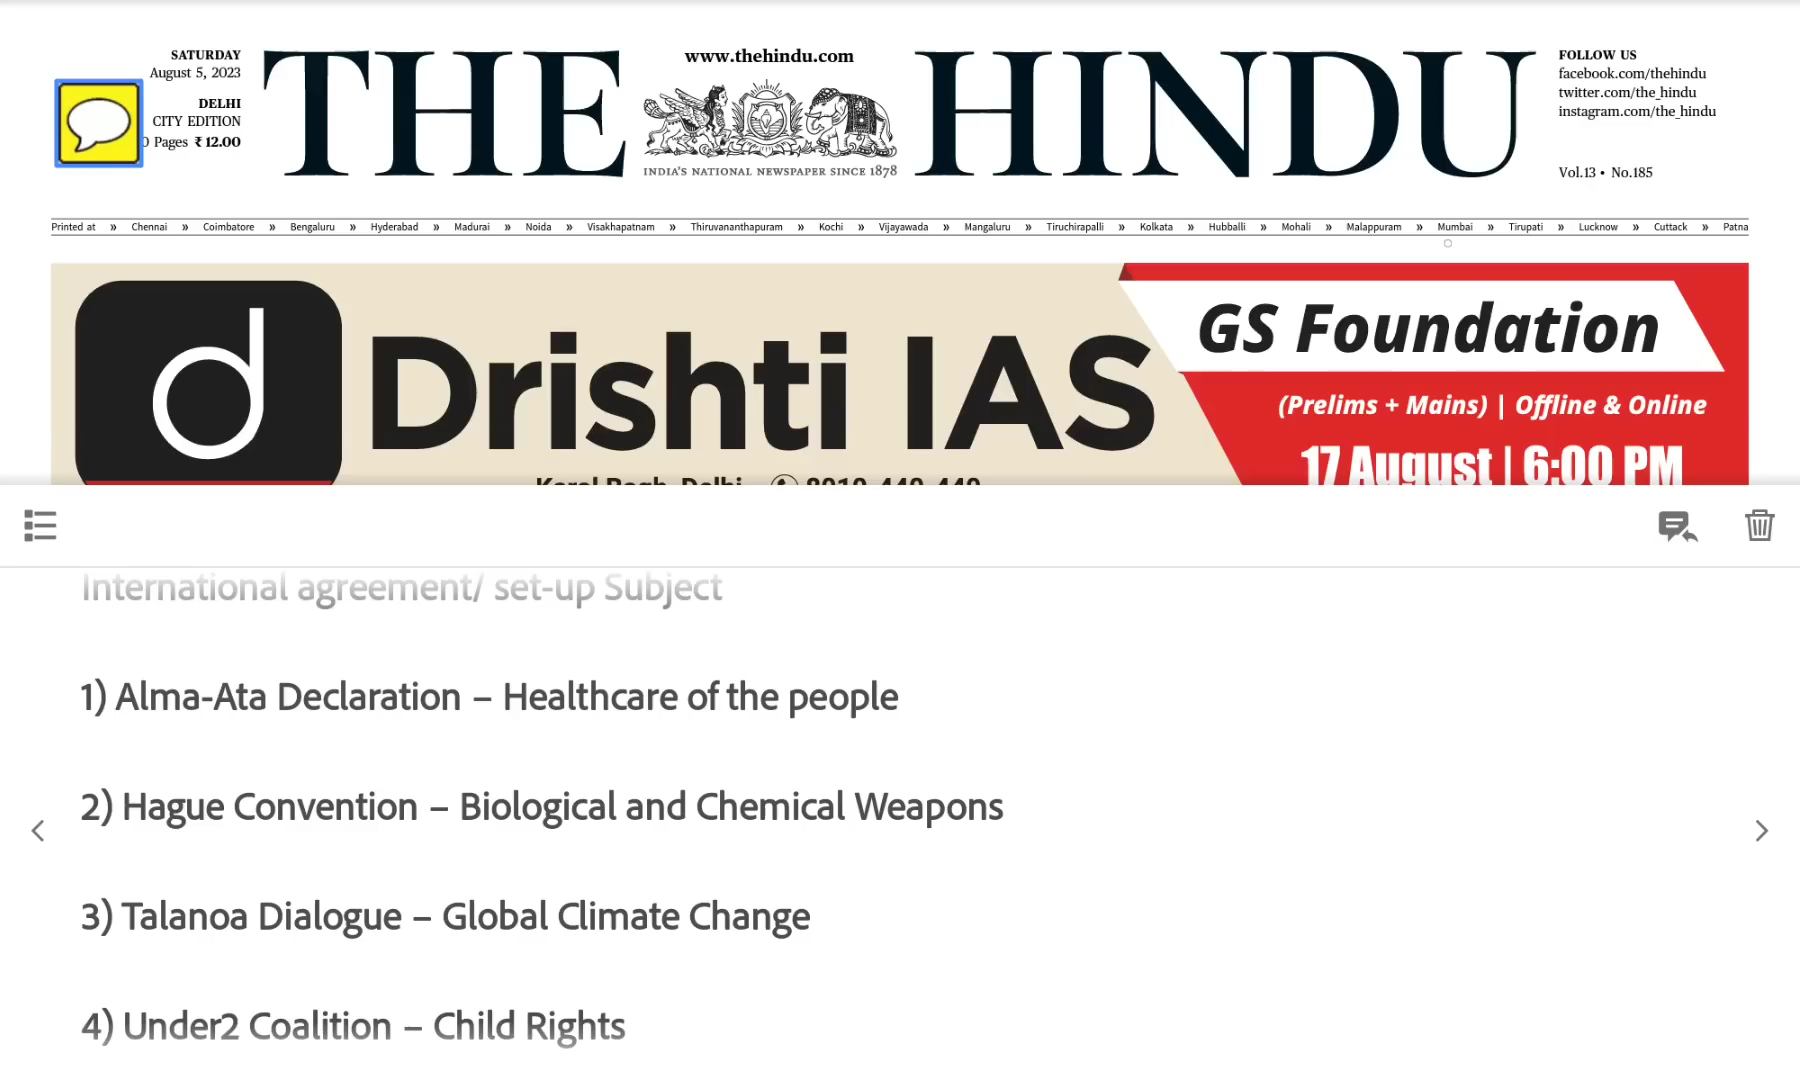 SATURDAY
August 5, 2023
DELHI
CITY EDITION
Pages ₹ 12.00
THE HINDU
www.thehindu.com
INDIA'S NATIONAL NEWSPAPER SINCE 1878
FOLLOW US
facebook.com/thehindu
twitter.com/the_hindu
instagram.com/the_hindu
Vol.13 • No.185
Printed at » Chennai » Coimbatore » Bengaluru » Hyderabad » Madurai » Noida » Visakhapatnam » Thiruvananthapuram » Kochi » Vijayawada » Mangaluru » Tiruchirapalli » Kolkata » Hubballi » Mohali » Malappuram » Mumbai » Tirupati » Lucknow » Cuttack » Patna
d
Drishti IAS
GS Foundation
(Prelims + Mains) | Offline & Online
17 August | 6:00 PM
Karol Bagh, Delhi
International agreement/ set-up Subject
1) Alma-Ata Declaration – Healthcare of the people
2) Hague Convention – Biological and Chemical Weapons
3) Talanoa Dialogue – Global Climate Change
4) Under2 Coalition – Child Rights